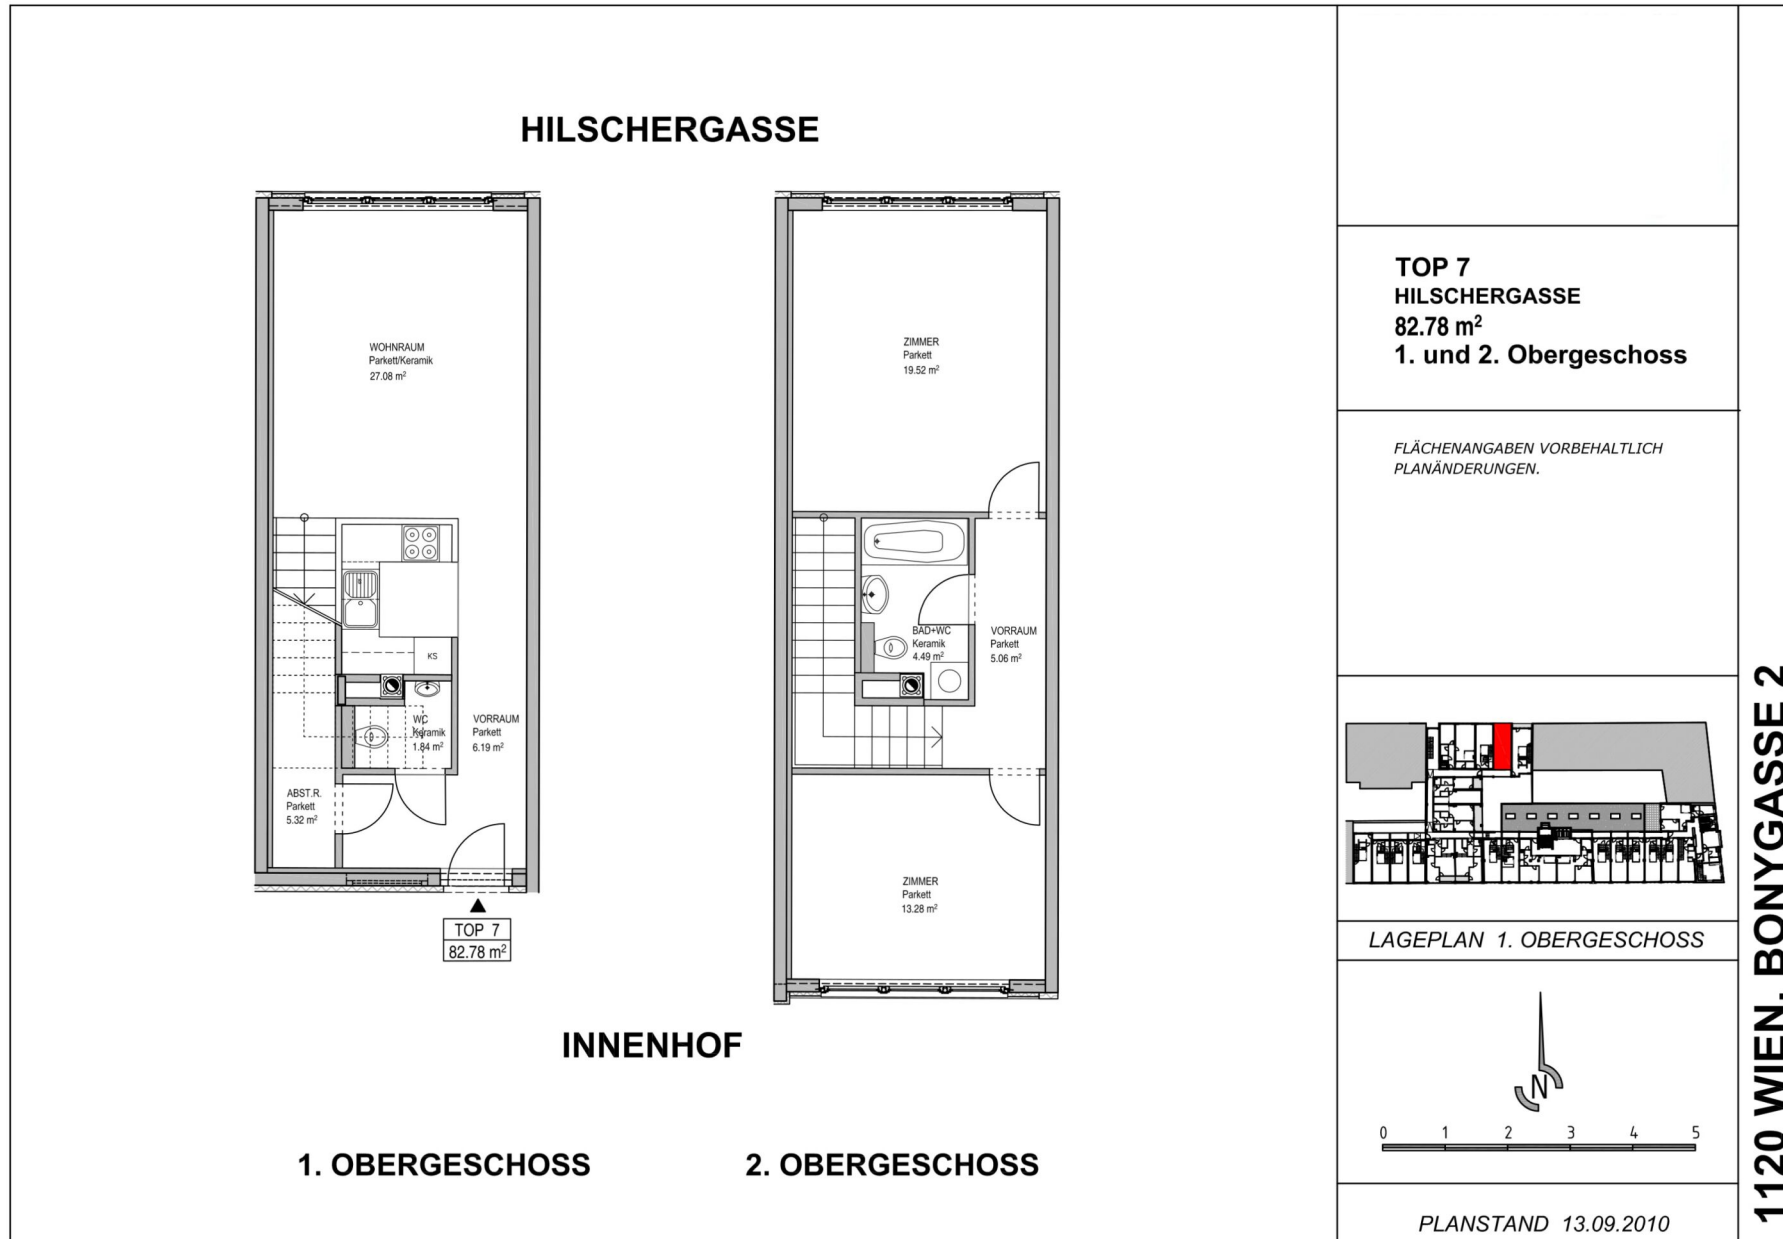 HILSCHERGASSE
WOHNRAUM
Parkett/Keramik
27.08 m²
KS
WC
Keramik
1.84 m²
VORRAUM
Parkett
6.19 m²
ABST.R.
Parkett
5.32 m²
TOP 7
82.78 m²
ZIMMER
Parkett
19.52 m²
BAD+WC
Keramik
4.49 m²
VORRAUM
Parkett
5.06 m²
ZIMMER
Parkett
13.28 m²
INNENHOF
1. OBERGESCHOSS
2. OBERGESCHOSS
TOP 7
HILSCHERGASSE
82.78 m²
1. und 2. Obergeschoss
FLÄCHENANGABEN VORBEHALTLICH
PLANÄNDERUNGEN.
LAGEPLAN 1. OBERGESCHOSS
N
0 1 2 3 4 5
PLANSTAND 13.09.2010
1120 WIEN, BONYGASSE 2